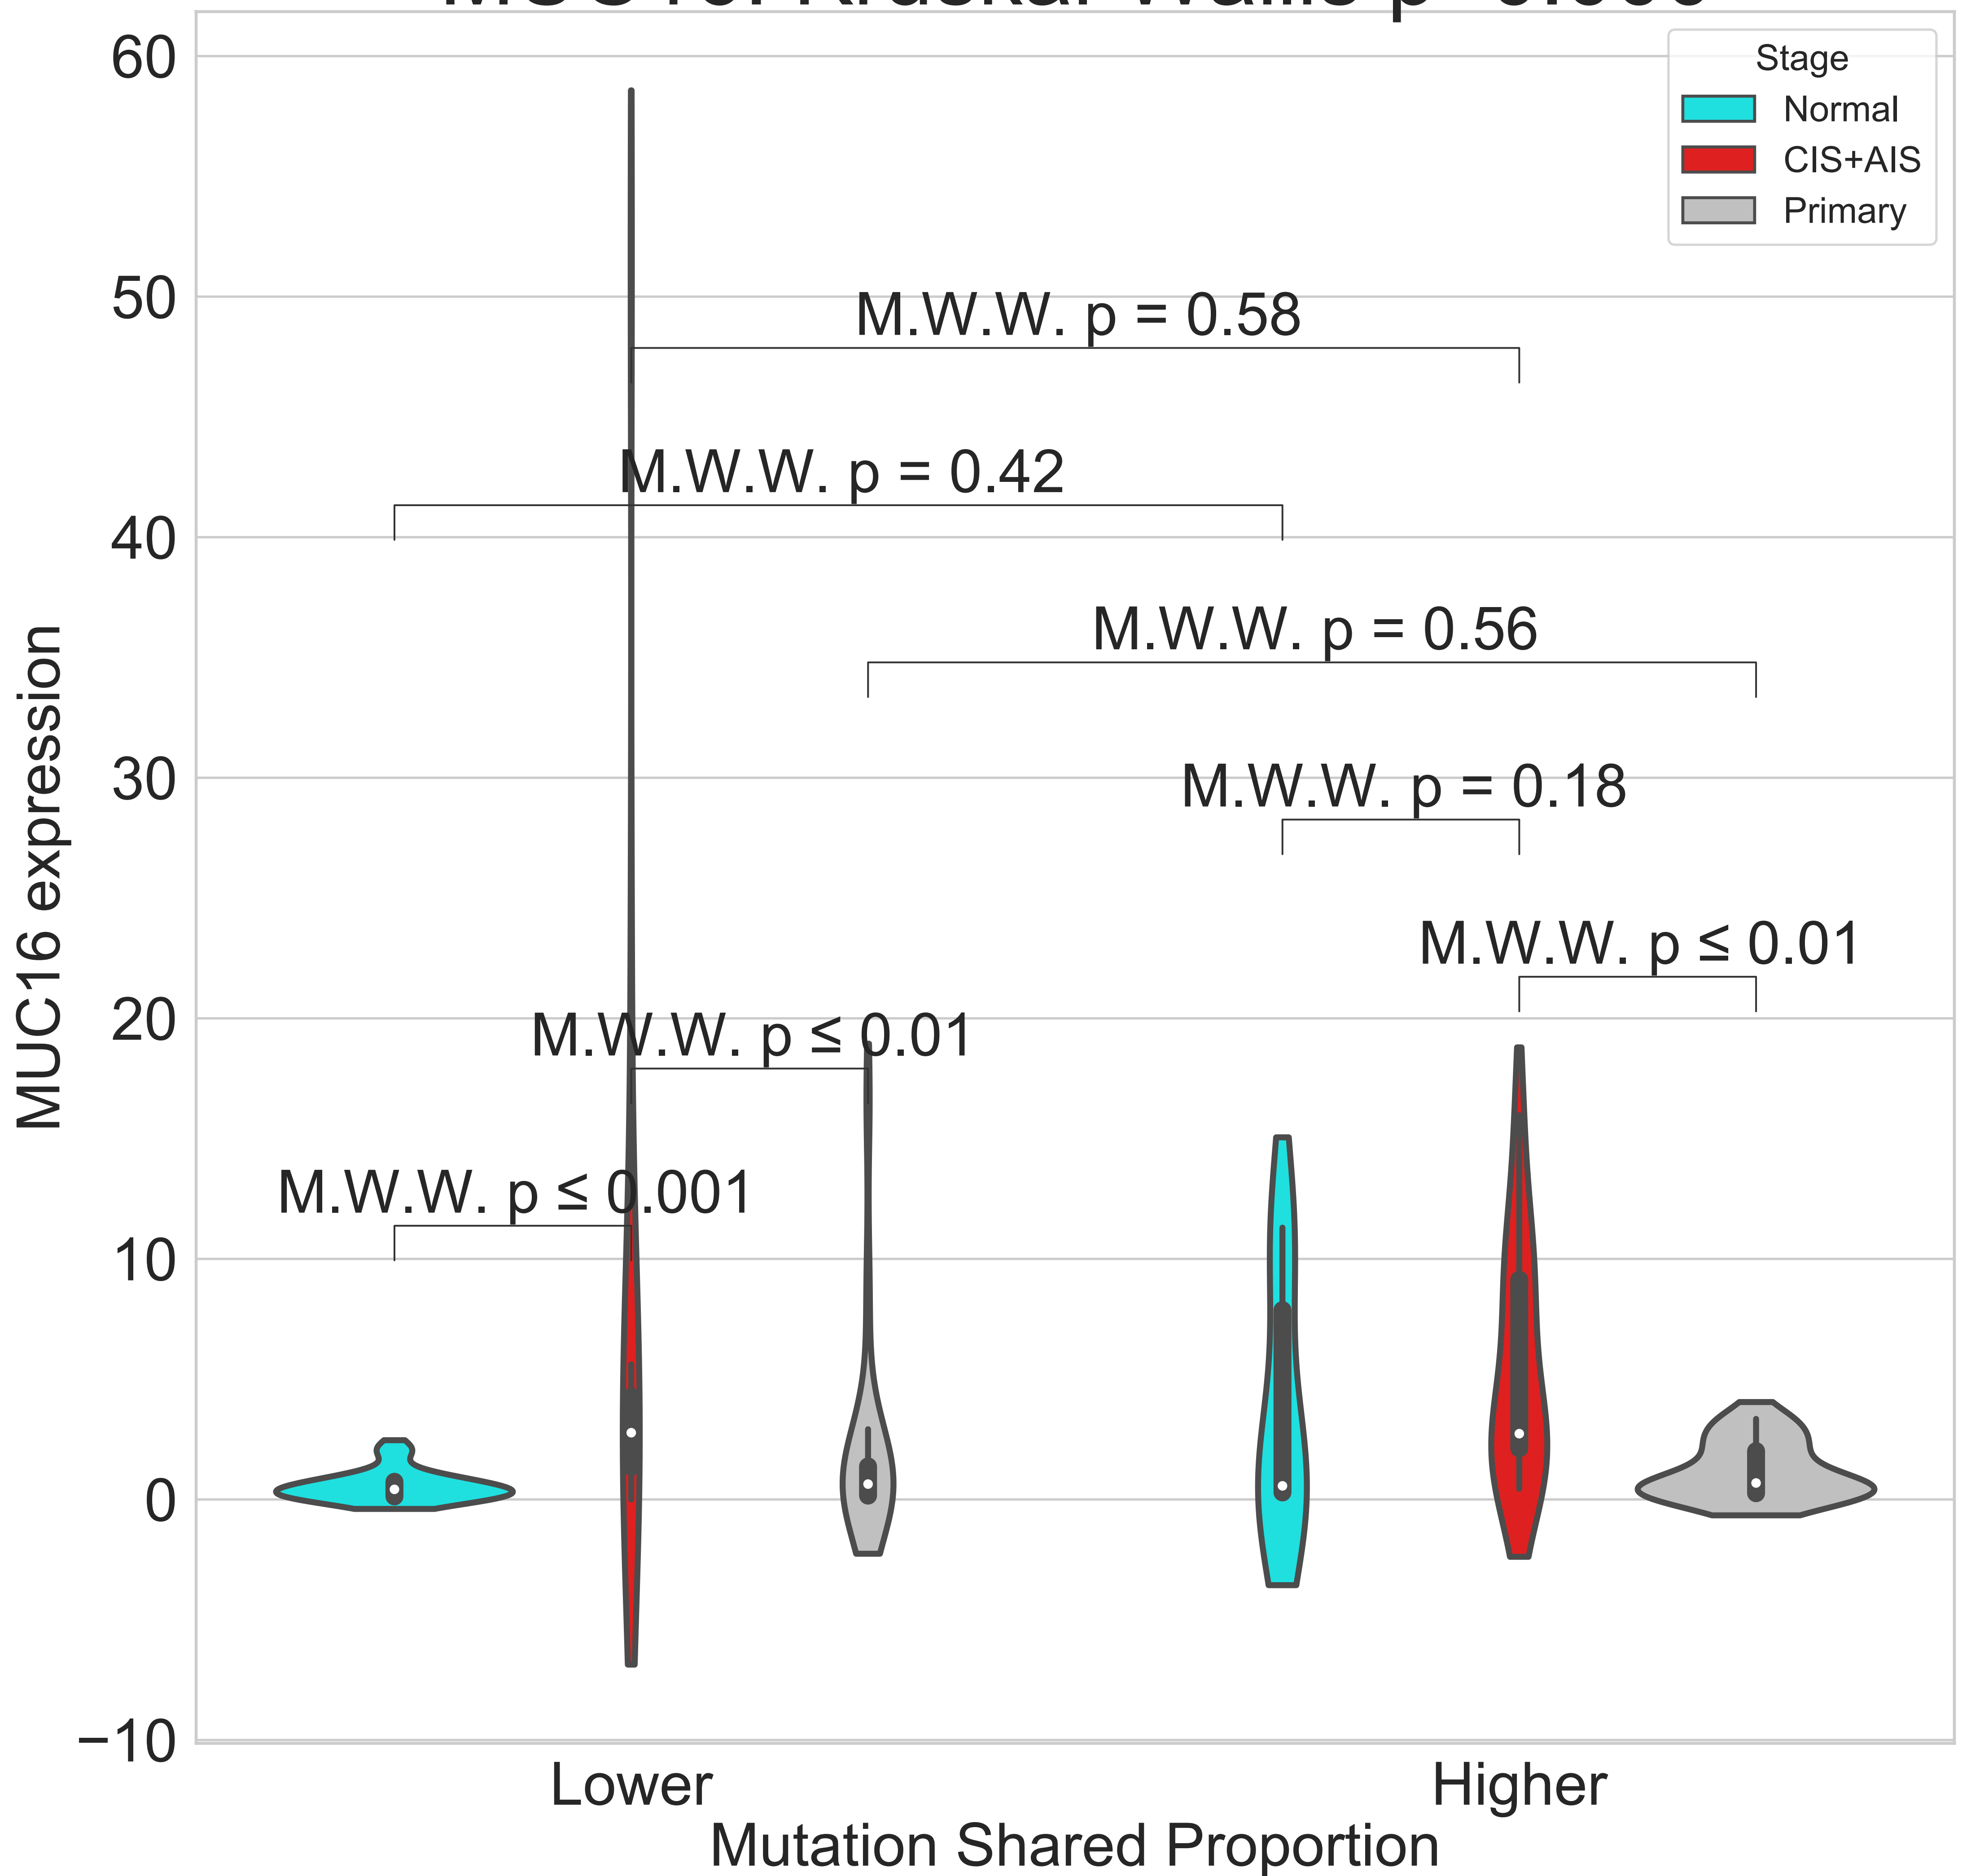 60
50
40
30
20
10
0
−10
MUC16 expression
Stage
Normal
CIS+AIS
Primary
M.W.W. p = 0.58
M.W.W. p = 0.42
M.W.W. p = 0.56
M.W.W. p = 0.18
M.W.W. p ≤ 0.01
M.W.W. p ≤ 0.01
M.W.W. p ≤ 0.001
Lower
Higher
Mutation Shared Proportion